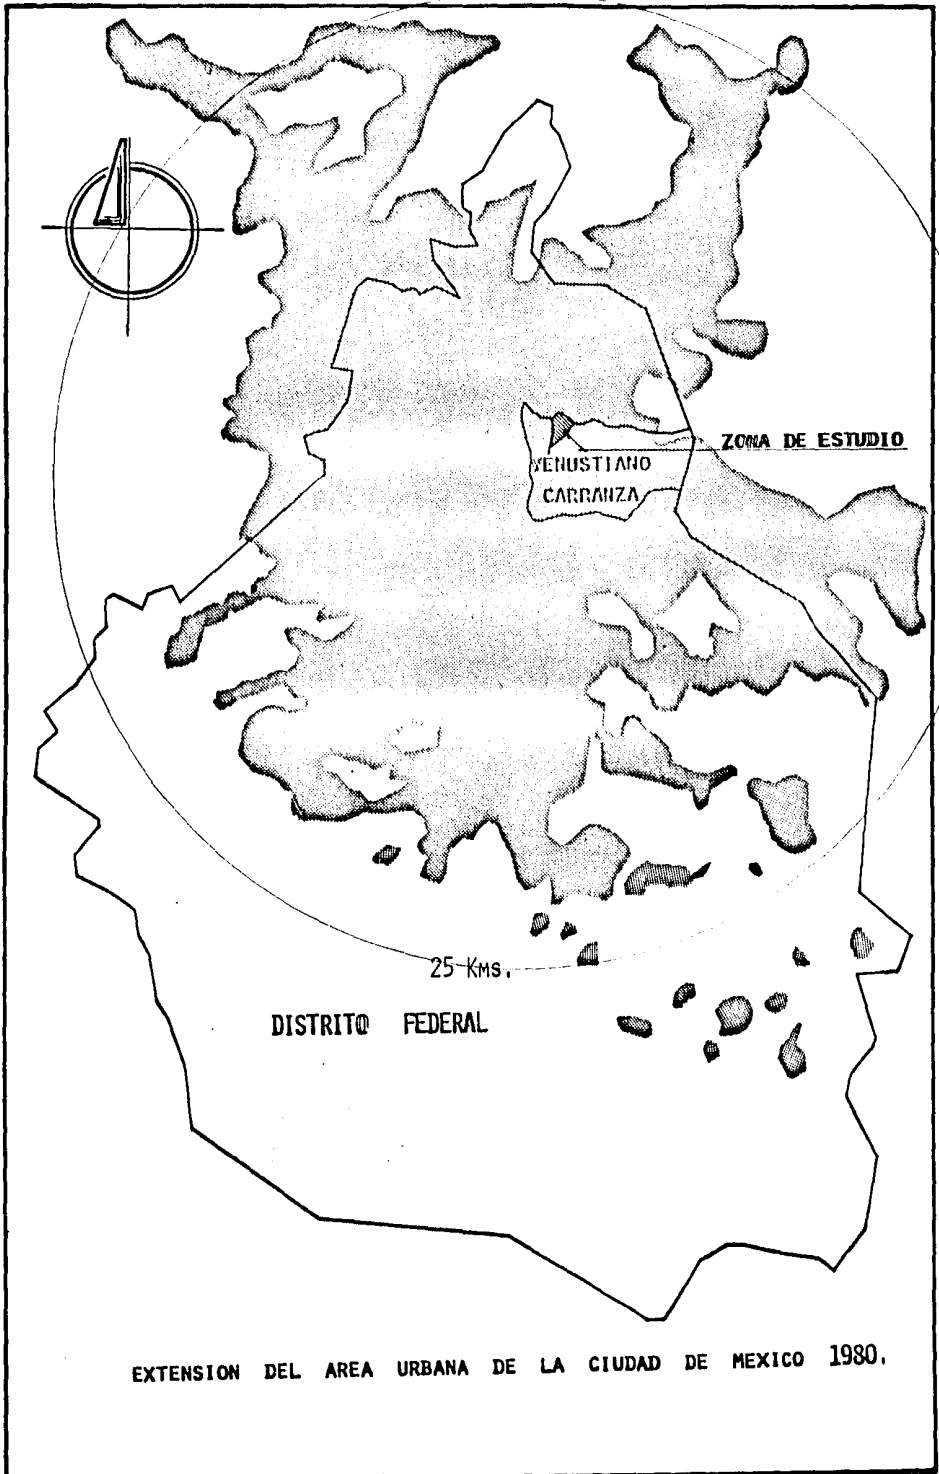 ZONA DE ESTUDIO
VENUSTIANO
CARRANZA
25 KMS.
DISTRITO FEDERAL
EXTENSION DEL AREA URBANA DE LA CIUDAD DE MEXICO 1980.